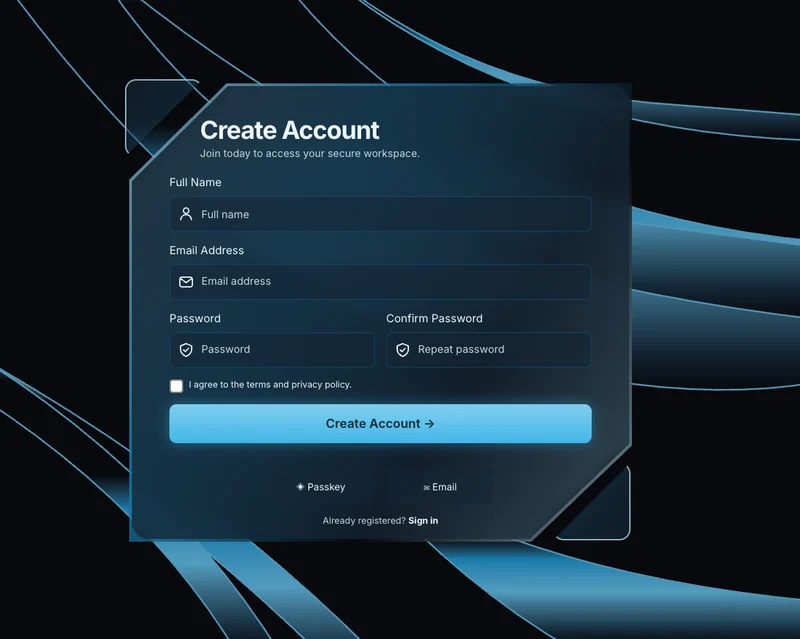 Create Account
Join today to access your secure workspace.
Full Name
Full name
Email Address
Email address
Password
Confirm Password
Password
Repeat password
I agree to the terms and privacy policy.
Create Account →
Passkey
Email
Already registered? Sign in